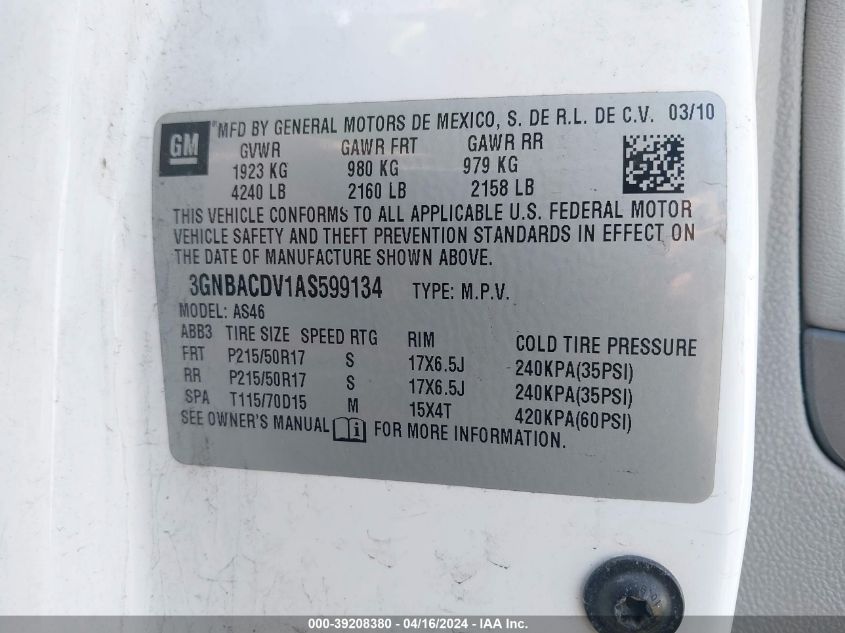 GM
MFD BY GENERAL MOTORS DE MEXICO, S. DE R.L. DE C.V. 03/10
GVWR GAWR FRT GAWR RR
1923 KG 980 KG 979 KG
4240 LB 2160 LB 2158 LB
THIS VEHICLE CONFORMS TO ALL APPLICABLE U.S. FEDERAL MOTOR
VEHICLE SAFETY AND THEFT PREVENTION STANDARDS IN EFFECT ON
THE DATE OF MANUFACTURE SHOWN ABOVE.
3GNBACDV1AS599134 TYPE: M.P.V.
MODEL: AS46
ABB3 TIRE SIZE SPEED RTG RIM COLD TIRE PRESSURE
FRT P215/50R17 S 17X6.5J 240KPA(35PSI)
RR P215/50R17 S 17X6.5J 240KPA(35PSI)
SPA T115/70D15 M 15X4T 420KPA(60PSI)
SEE OWNER'S MANUAL FOR MORE INFORMATION.
000-39208380 - 04/16/2024 - IAA Inc.